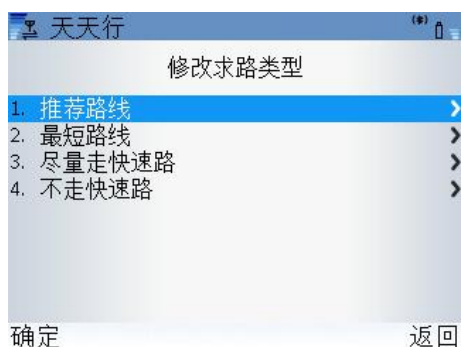 天天行
修改求路类型
1. 推荐路线
2. 最短路线
3. 尽量走快速路
4. 不走快速路
确定 返回